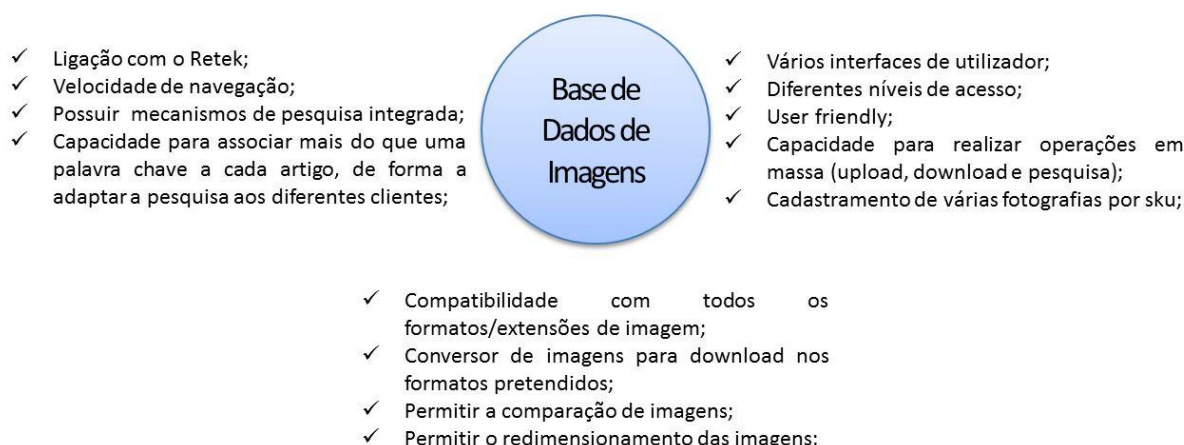 ✓ Ligação com o Retek;
✓ Velocidade de navegação;
✓ Possuir mecanismos de pesquisa integrada;
✓ Capacidade para associar mais do que uma
palavra chave a cada artigo, de forma a
adaptar a pesquisa aos diferentes clientes;
Base de
Dados de
Imagens
✓ Vários interfaces de utilizador;
✓ Diferentes níveis de acesso;
✓ User friendly;
✓ Capacidade para realizar operações em
massa (upload, download e pesquisa);
✓ Cadastramento de várias fotografias por sku;
✓ Compatibilidade com todos os
formatos/extensões de imagem;
✓ Conversor de imagens para download nos
formatos pretendidos;
✓ Permitir a comparação de imagens;
✓ Permitir o redimensionamento das imagens;